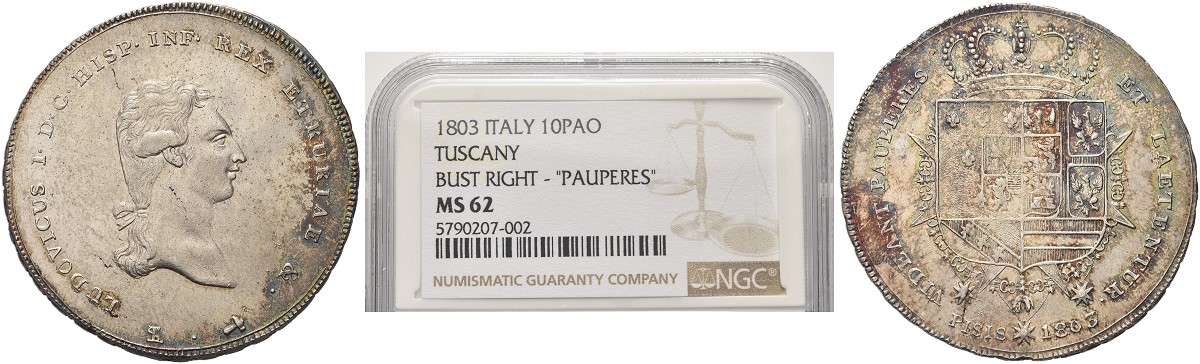 LUDOVICUS I. D. G. HISP. INF. REX ETRURIAE & .
1803 ITALY 10PAO
TUSCANY
BUST RIGHT - "PAUPERES"
MS 62
5790207-002
NUMISMATIC GUARANTY COMPANY NGC®
VIDEANT PAUPERES ET LAETENTUR.
PISIS 1803